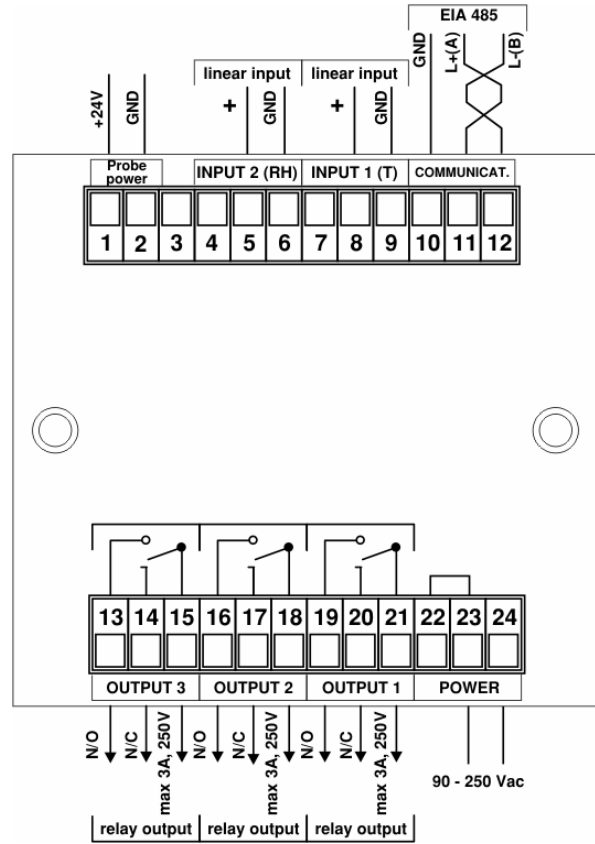 EIA 485
linear input linear input
+24V GND + GND + GND GND L+(A) L-(B)
Probe
power
INPUT 2 (RH) INPUT 1 (T) COMMUNICAT.
1 2 3 4 5 6 7 8 9 10 11 12
13 14 15 16 17 18 19 20 21 22 23 24
OUTPUT 3 OUTPUT 2 OUTPUT 1 POWER
N/O N/C max 3A, 250V N/O N/C max 3A, 250V N/O N/C max 3A, 250V
90 - 250 Vac
relay output relay output relay output